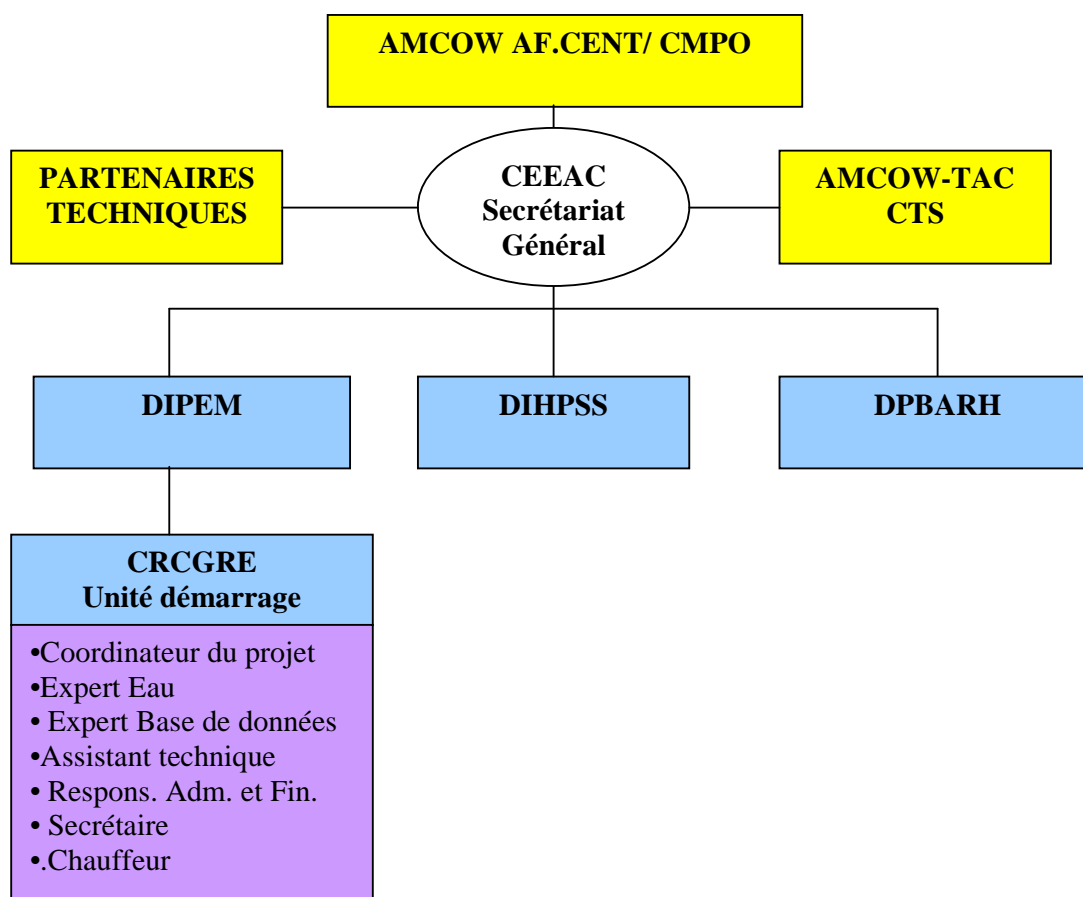 AMCOW AF.CENT/ CMPO
PARTENAIRES
TECHNIQUES
CEEAC
Secrétariat
Général
AMCOW-TAC
CTS
DIPEM
DIHPSS
DPBARH
CRCGRE
Unité démarrage
•Coordinateur du projet
•Expert Eau
• Expert Base de données
•Assistant technique
• Respons. Adm. et Fin.
• Secrétaire
•.Chauffeur